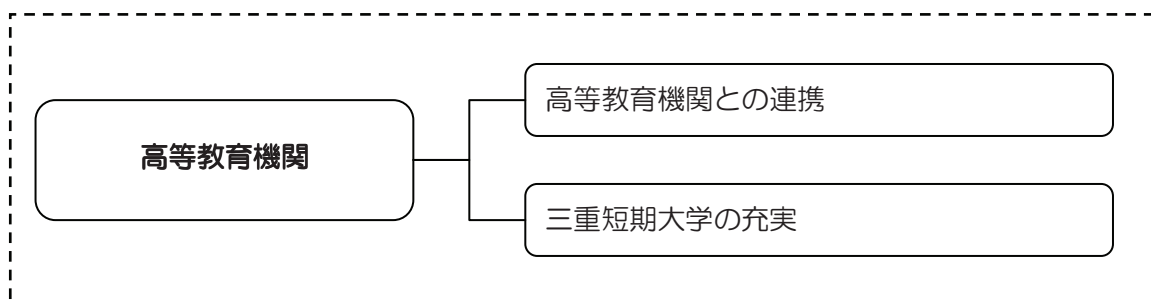 高等教育機関
高等教育機関との連携
三重短期大学の充実